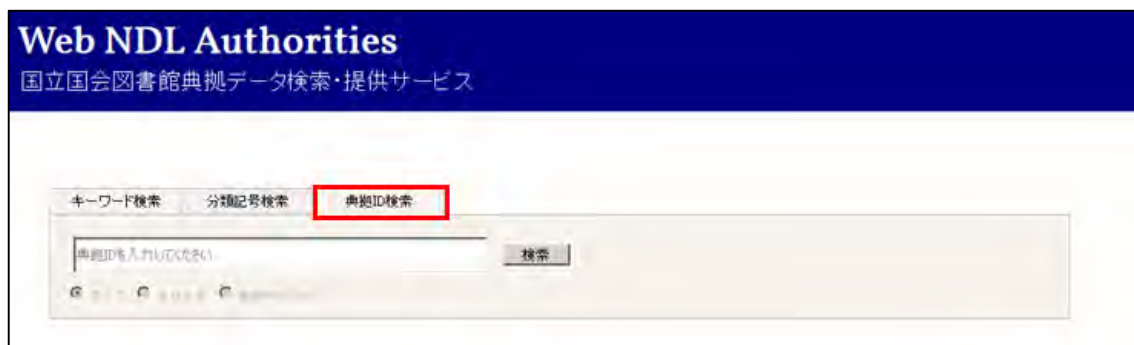 Web NDL Authorities
国立国会図書館典拠データ検索・提供サービス
キーワード検索 分類記号検索 典拠ID検索
典拠IDを入力してください 検索